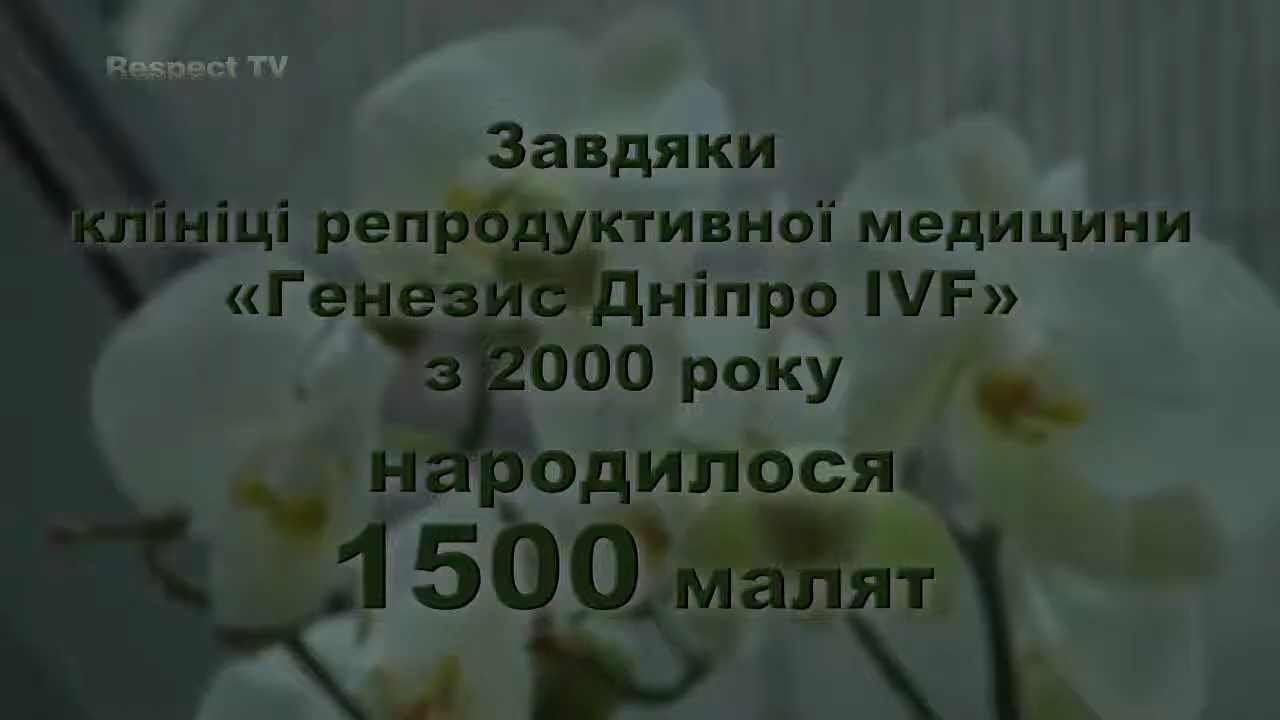 Respect TV
Завдяки
клініці репродуктивної медицини
«Генезис Дніпро IVF»
з 2000 року
народилося
1500 малят